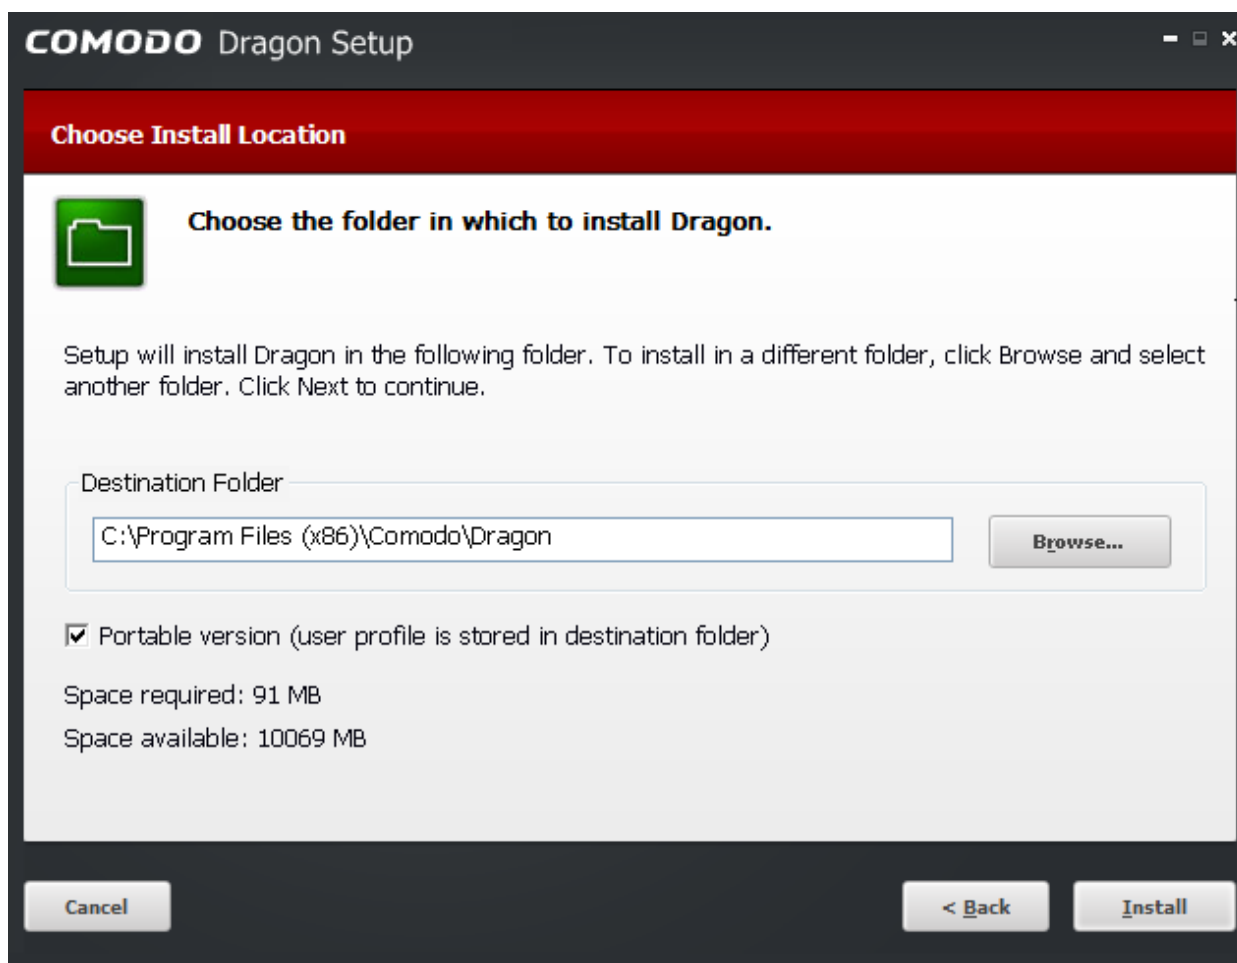 COMODO Dragon Setup
Choose Install Location
Choose the folder in which to install Dragon.
Setup will install Dragon in the following folder. To install in a different folder, click Browse and select
another folder. Click Next to continue.
Destination Folder
C:\Program Files (x86)\Comodo\Dragon
Browse...
Portable version (user profile is stored in destination folder)
Space required: 91 MB
Space available: 10069 MB
Cancel
< Back
Install